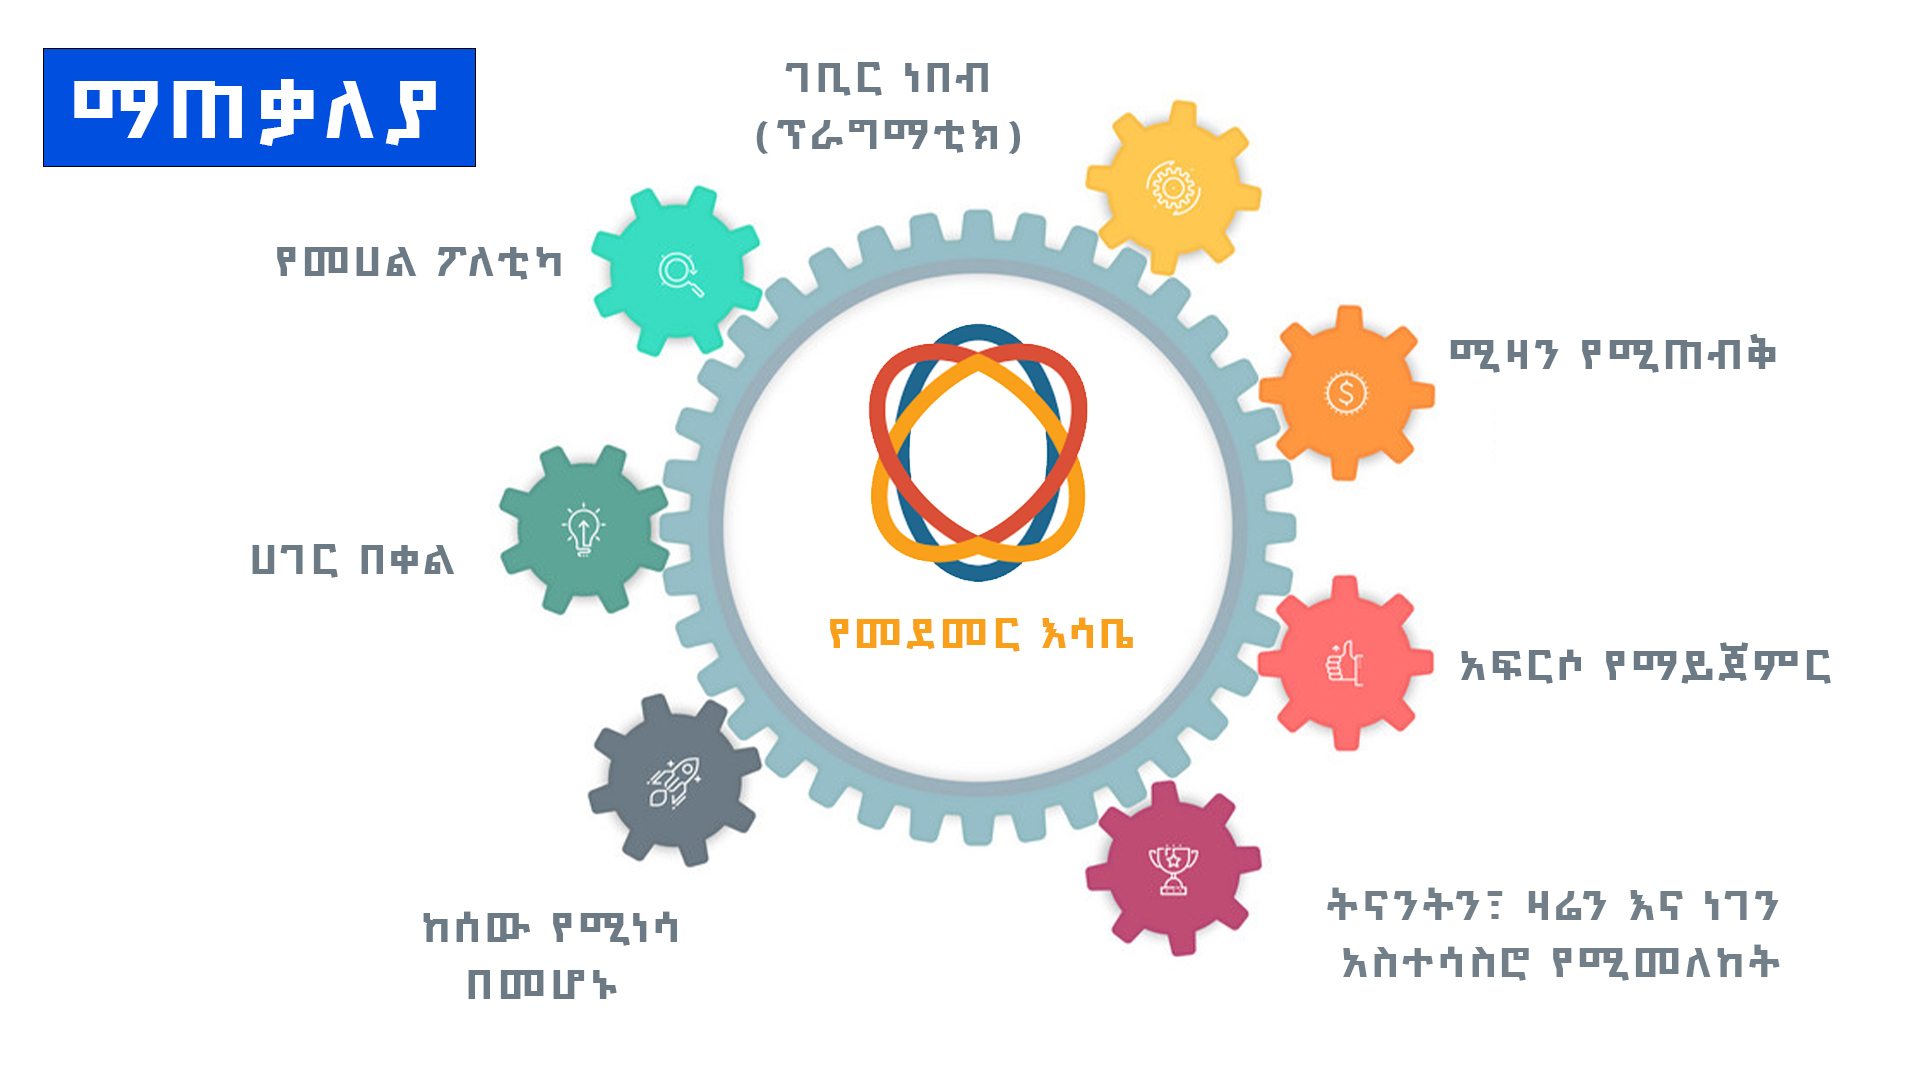 ማጠቃለያ
ገቢር ነበብ
(ፕራግማቲክ)
የመሀል ፖለቲካ
ሚዛን የሚጠብቅ
ሀገር በቀል
የመደመር እሳቤ
አፍርሶ የማይጀምር
ከሰው የሚነሳ
በመሆኑ
ትናንትን፣ ዛሬን እና ነገን
አስተሳስሮ የሚመለከት